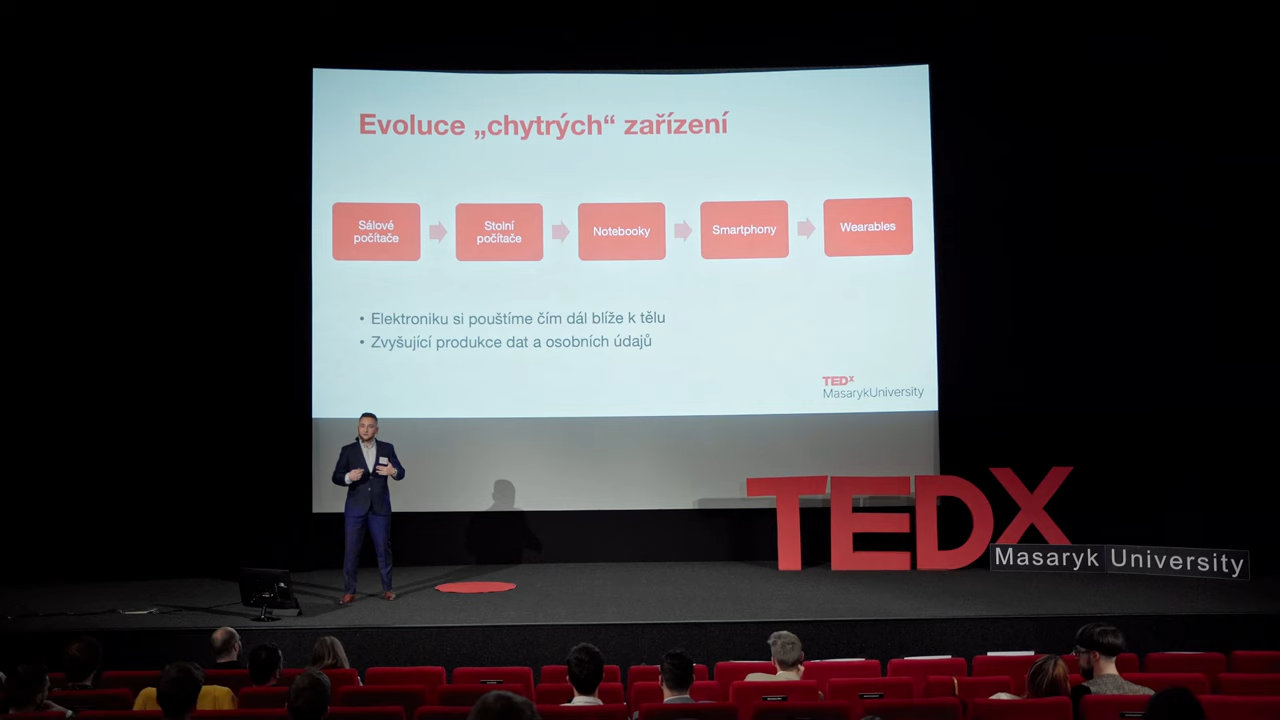 Evoluce „chytrých“ zařízení
Sálové
počítače
Stolní
počítače
Notebooky
Smartphony
Wearables
• Elektroniku si pouštíme čím dál blíže k tělu
• Zvyšující produkce dat a osobních údajů
TEDx
MasarykUniversity
TEDX
Masaryk University